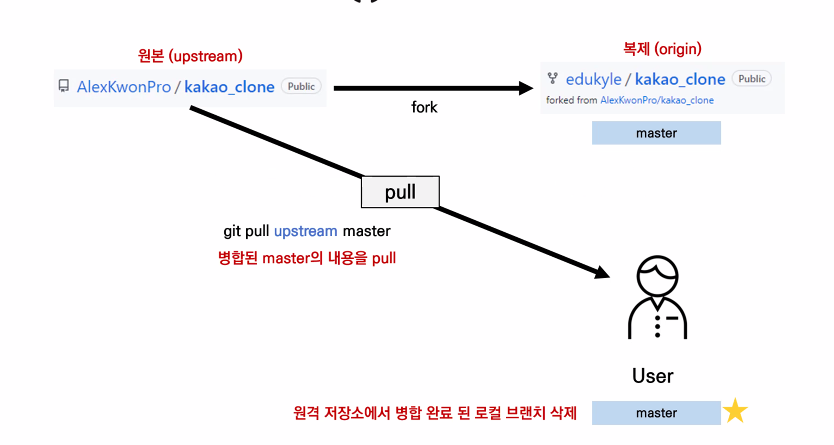 원본 (upstream)
복제 (origin)
AlexKwonPro / kakao_clone Public
edukyle / kakao_clone Public
forked from AlexKwonPro/kakao_clone
fork
master
pull
git pull upstream master
병합된 master의 내용을 pull
User
원격 저장소에서 병합 완료 된 로컬 브랜치 삭제
master